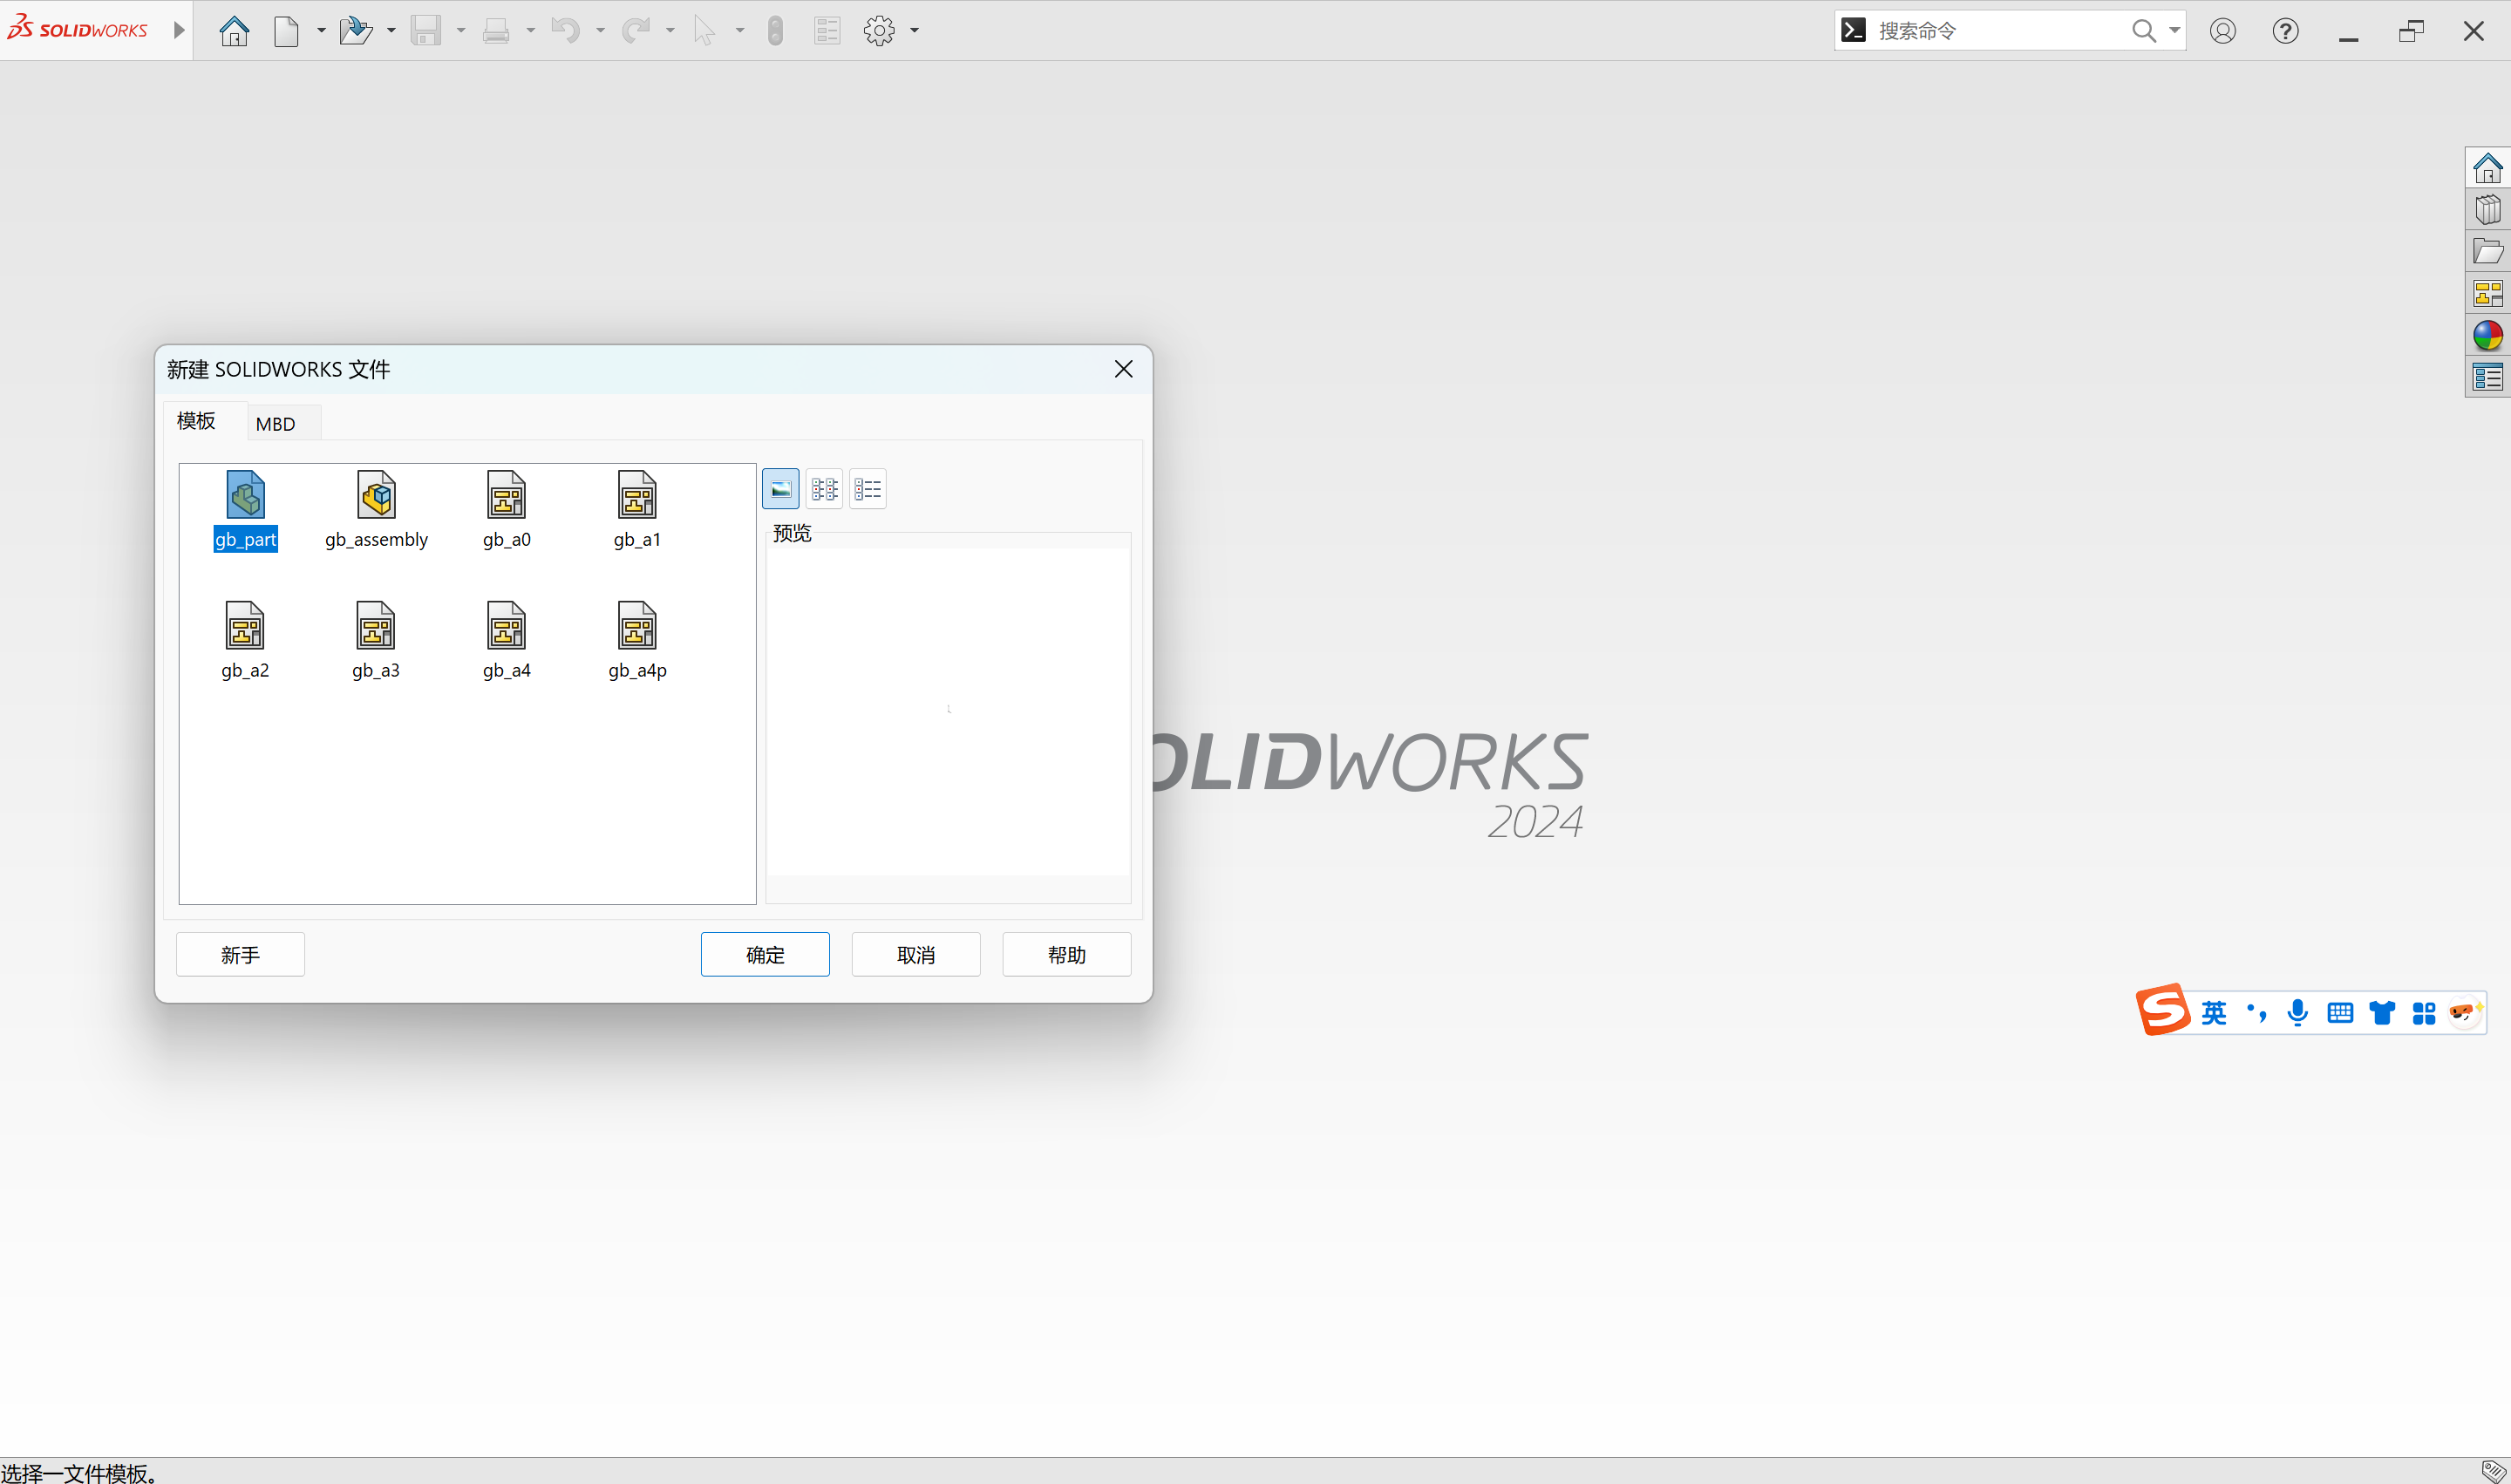 SOLIDWORKS
搜索命令
新建 SOLIDWORKS 文件
模板
MBD
gb_part
gb_assembly
gb_a0
gb_a1
预览
gb_a2
gb_a3
gb_a4
gb_a4p
OLIDWORKS
2024
新手
确定
取消
帮助
英
选择一文件模板。